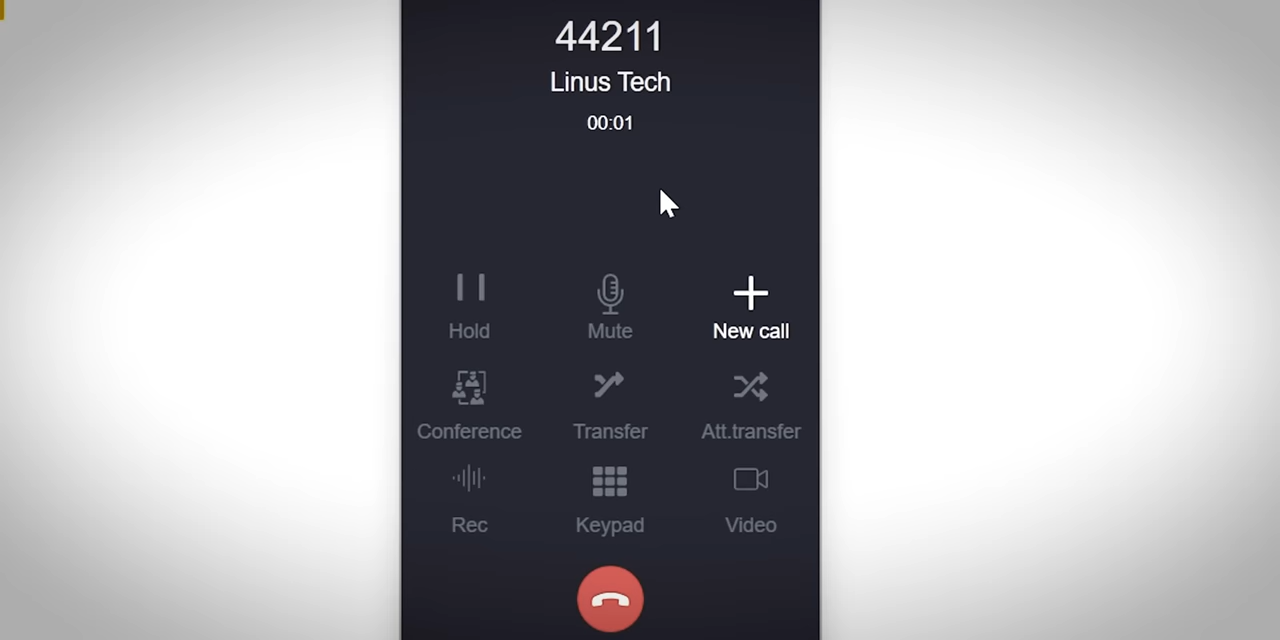 44211
Linus Tech
00:01
Hold Mute New call
Conference Transfer Att.transfer
Rec Keypad Video